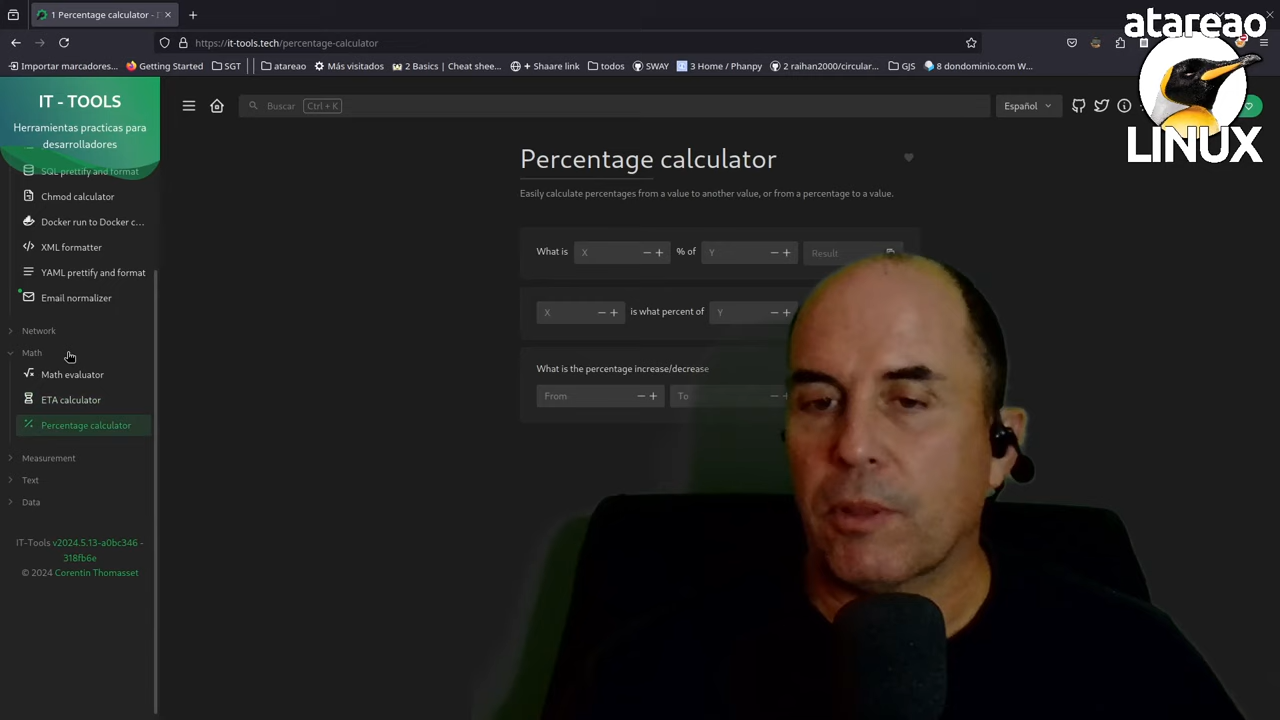 1 Percentage calculator - I
https://it-tools.tech/percentage-calculator
Importar marcadores...
Getting Started
SGT
atareao
Más visitados
2 Basics | Cheat shee...
+ Share link
todos
SWAY
3 Home / Phanpy
2 raihan2000/circular...
GJS
8 dondominio.com W...
atareao
LINUX
IT - TOOLS
Herramientas practicas para
desarrolladores
Buscar
Ctrl + K
Español
SQL prettify and format
Chmod calculator
Docker run to Docker c...
XML formatter
YAML prettify and format
Email normalizer
Network
Math
Math evaluator
ETA calculator
Percentage calculator
Measurement
Text
Data
IT-Tools v2024.5.13-a0bc346 -
318fb6e
© 2024 Corentin Thomasset
Percentage calculator
Easily calculate percentages from a value to another value, or from a percentage to a value.
What is X % of Y Result
X is what percent of Y
What is the percentage increase/decrease
From To